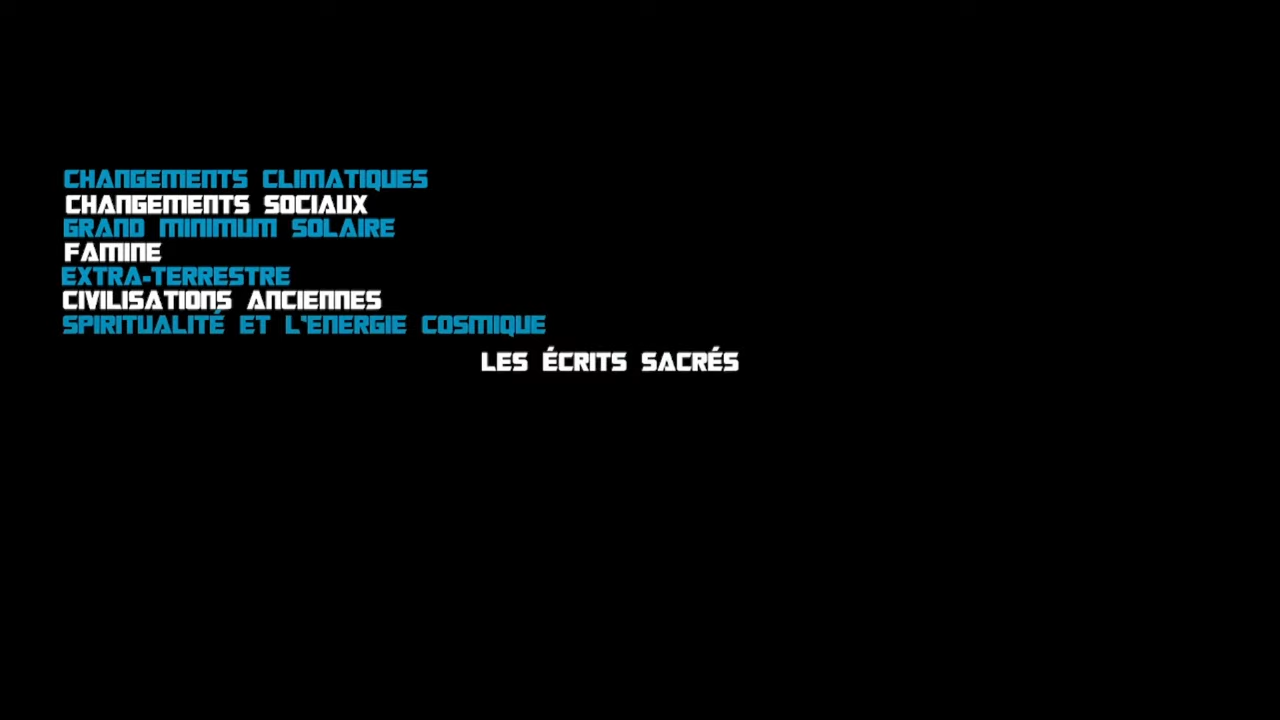 CHANGEMENTS CLIMATIQUES
CHANGEMENTS SOCIAUX
GRAND MINIMUM SOLAIRE
FAMINE
EXTRA-TERRESTRE
CIVILISATIONS ANCIENNES
SPIRITUALITÉ ET L'ENERGIE COSMIQUE
LES ÉCRITS SACRÉS